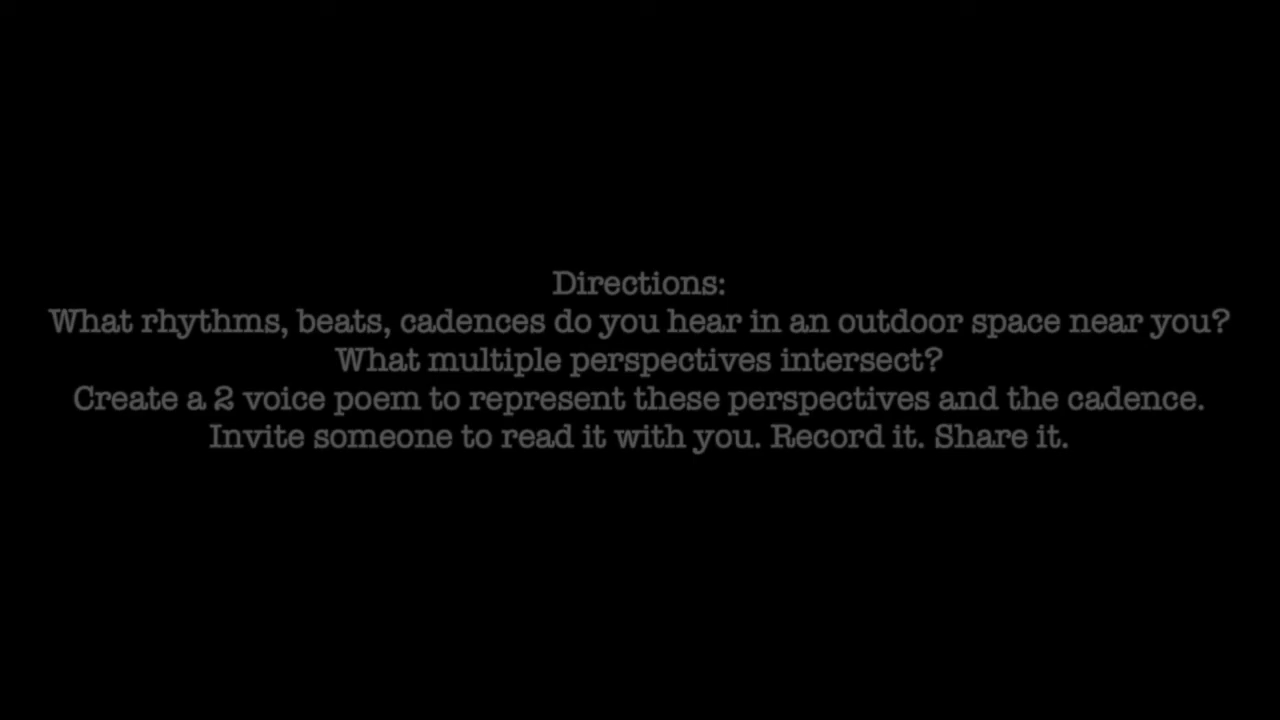 Directions:
What rhythms, beats, cadences do you hear in an outdoor space near you?
What multiple perspectives intersect?
Create a 2 voice poem to represent these perspectives and the cadence.
Invite someone to read it with you. Record it. Share it.